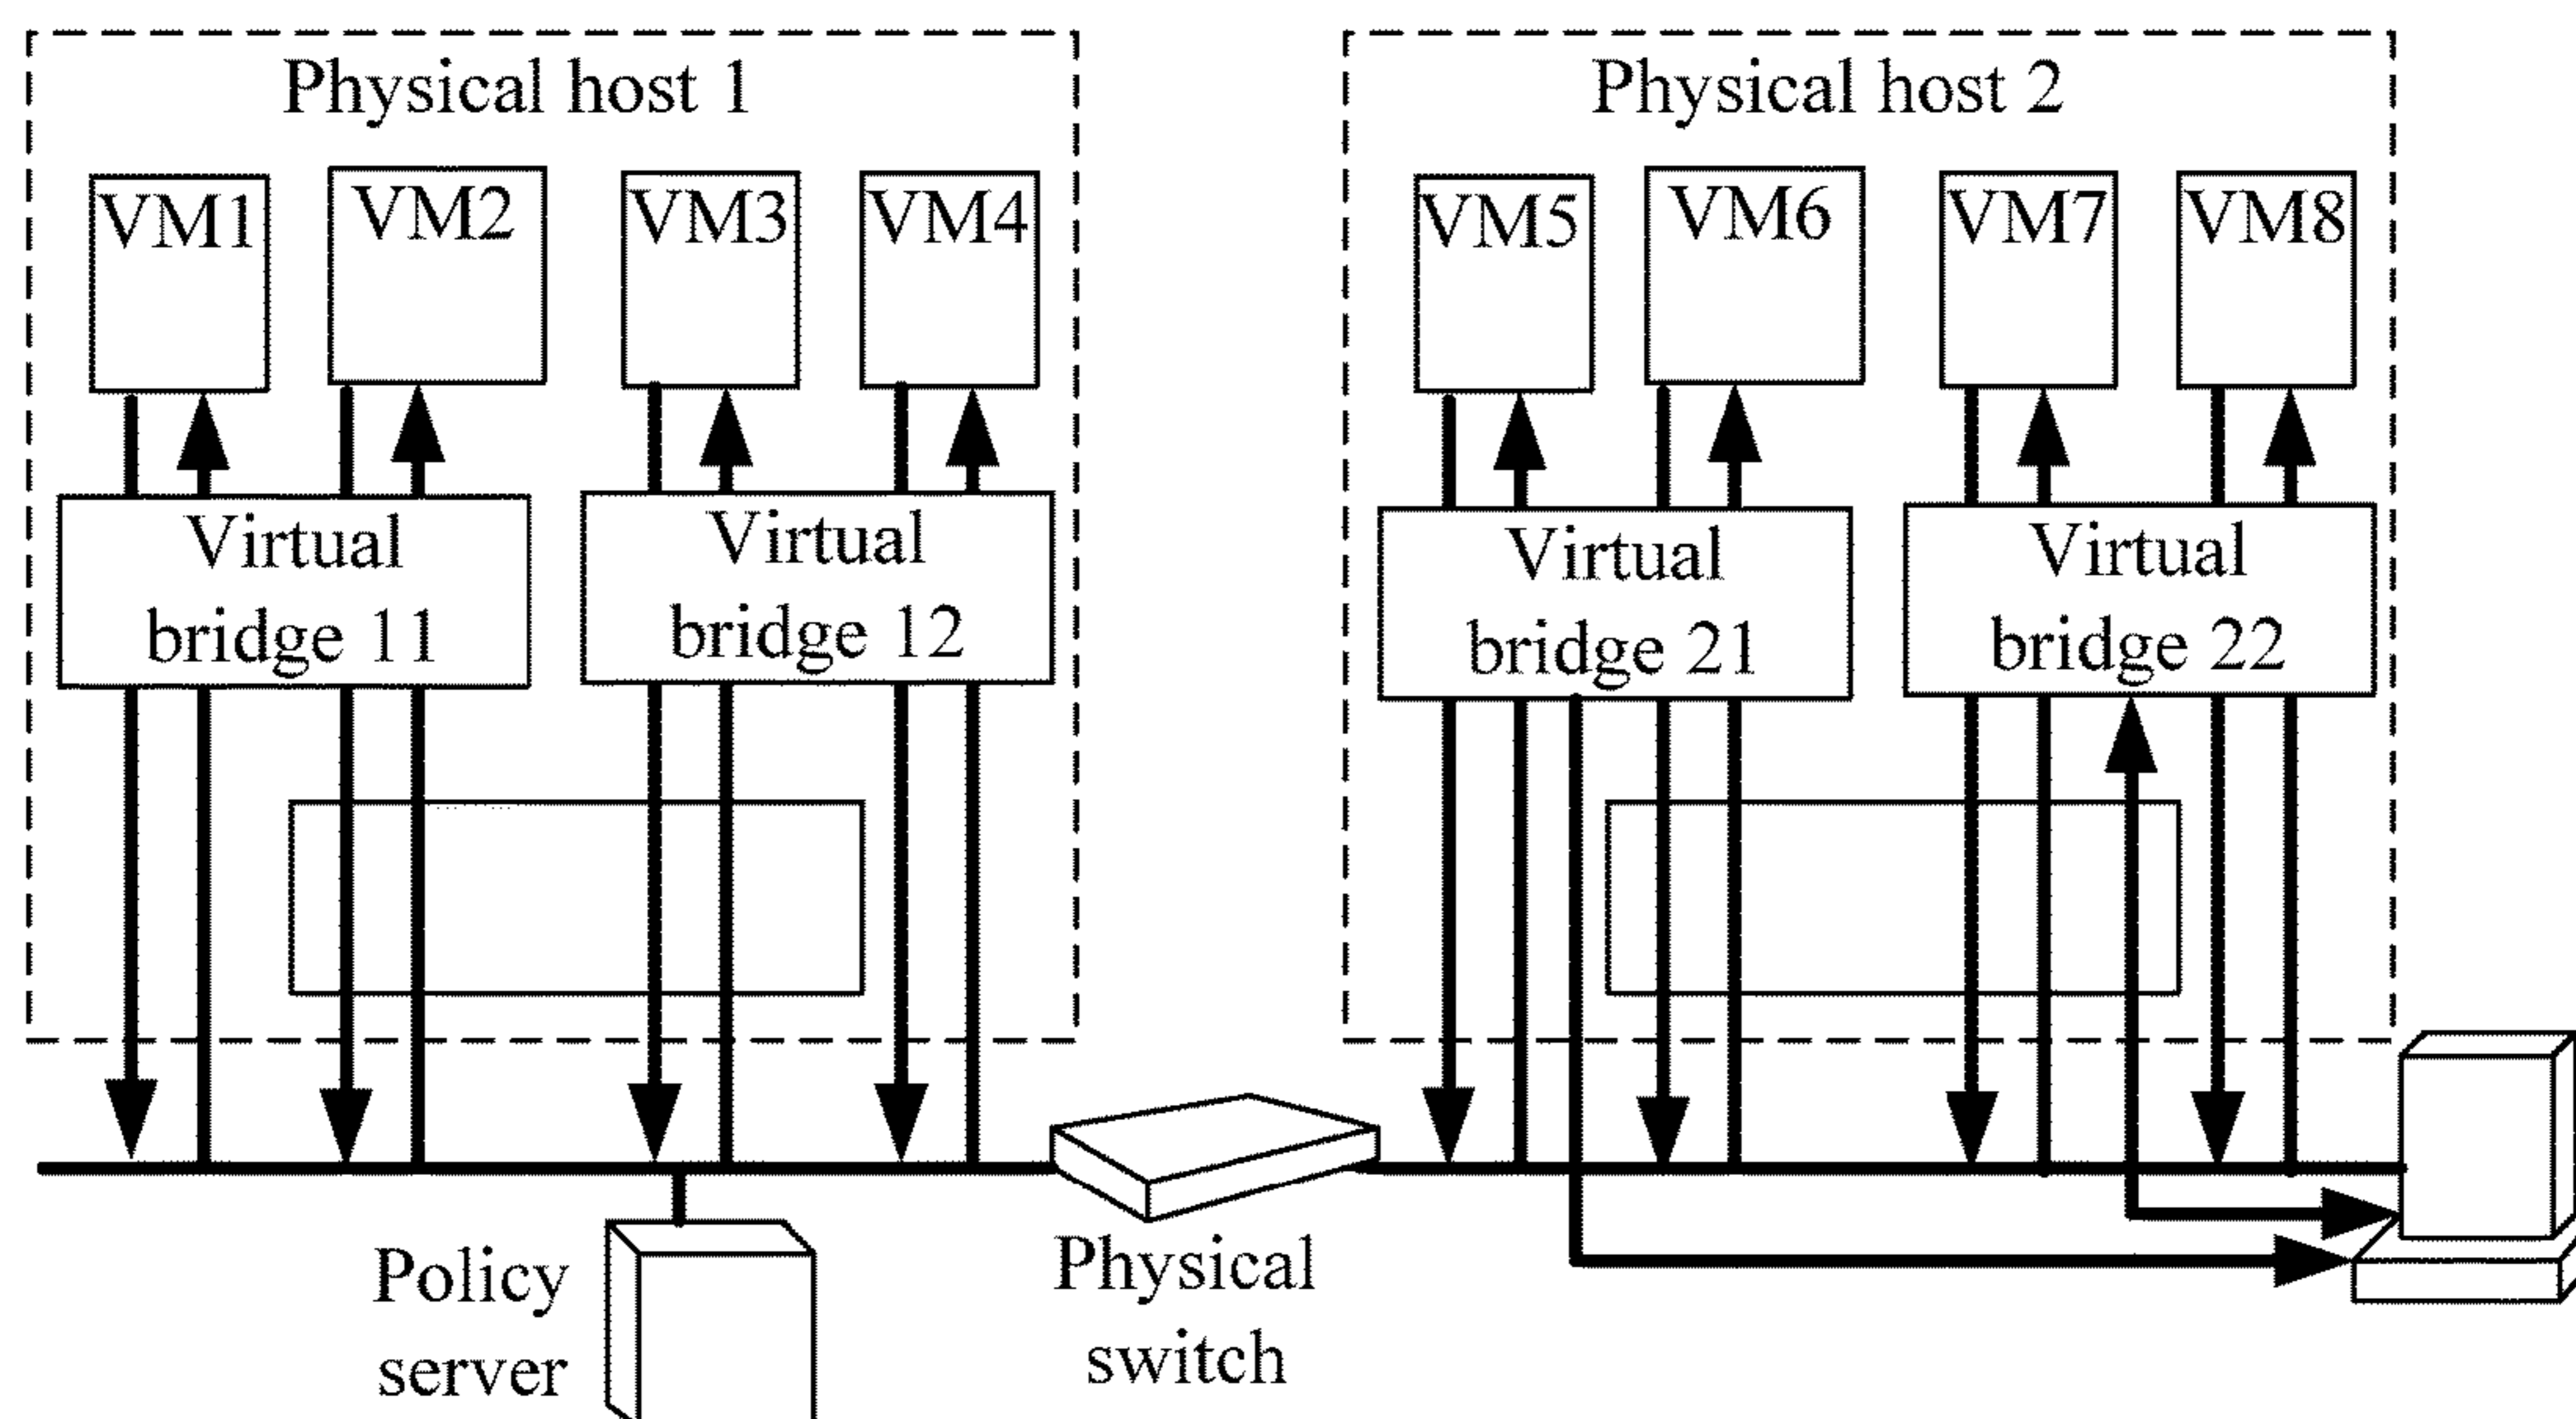 Physical host 1
Physical host 2
VM1
VM2
VM3
VM4
VM5
VM6
VM7
VM8
Virtual
bridge 11
Virtual
bridge 12
Virtual
bridge 21
Virtual
bridge 22
Policy
server
Physical
switch